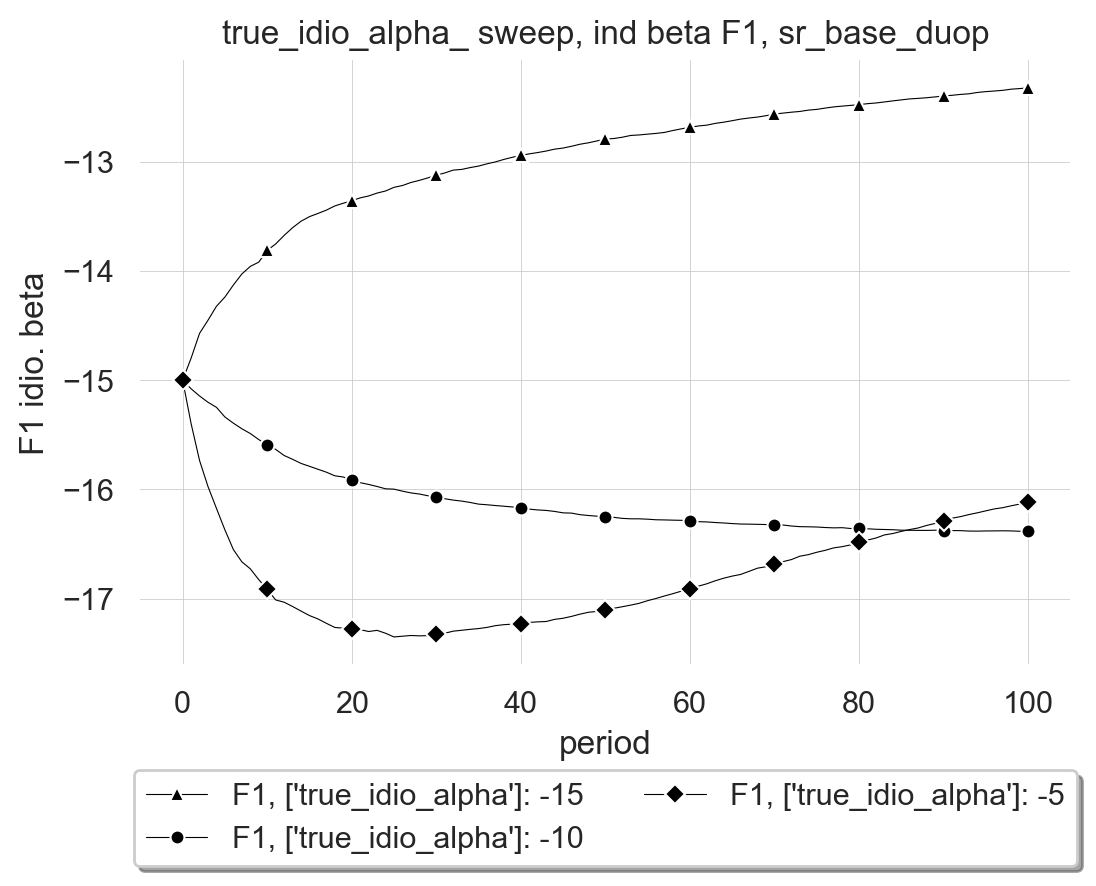 true_idio_alpha_ sweep, ind beta F1, sr_base_duop
F1 idio. beta
−13
−14
−15
−16
−17
0 20 40 60 80 100
period
F1, ['true_idio_alpha']: -15
F1, ['true_idio_alpha']: -10
F1, ['true_idio_alpha']: -5